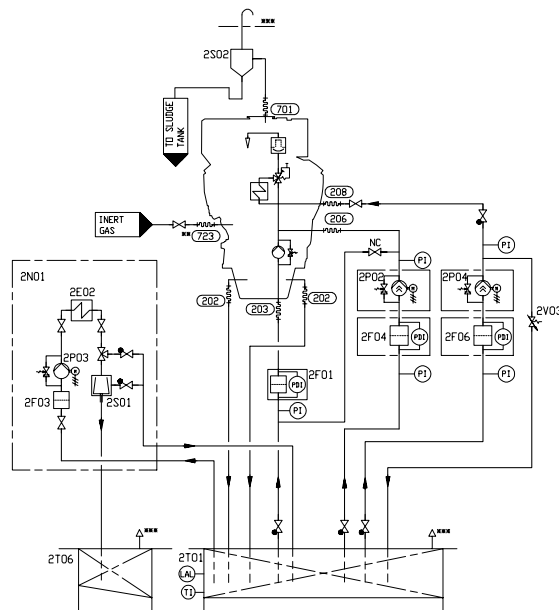 ***
2S02
701
TO SLUDGE
TANK
208
206
INERT
GAS
**
723
NC
PI
PI
2N01
2E02
2P02
M
2P04
M
202
203
202
2V03
2P03
M
2F04
PDI
2F06
PDI
2F03
2S01
PDI
2F01
PI
PI
PI
***
***
2T06
2T01
LAL
TI